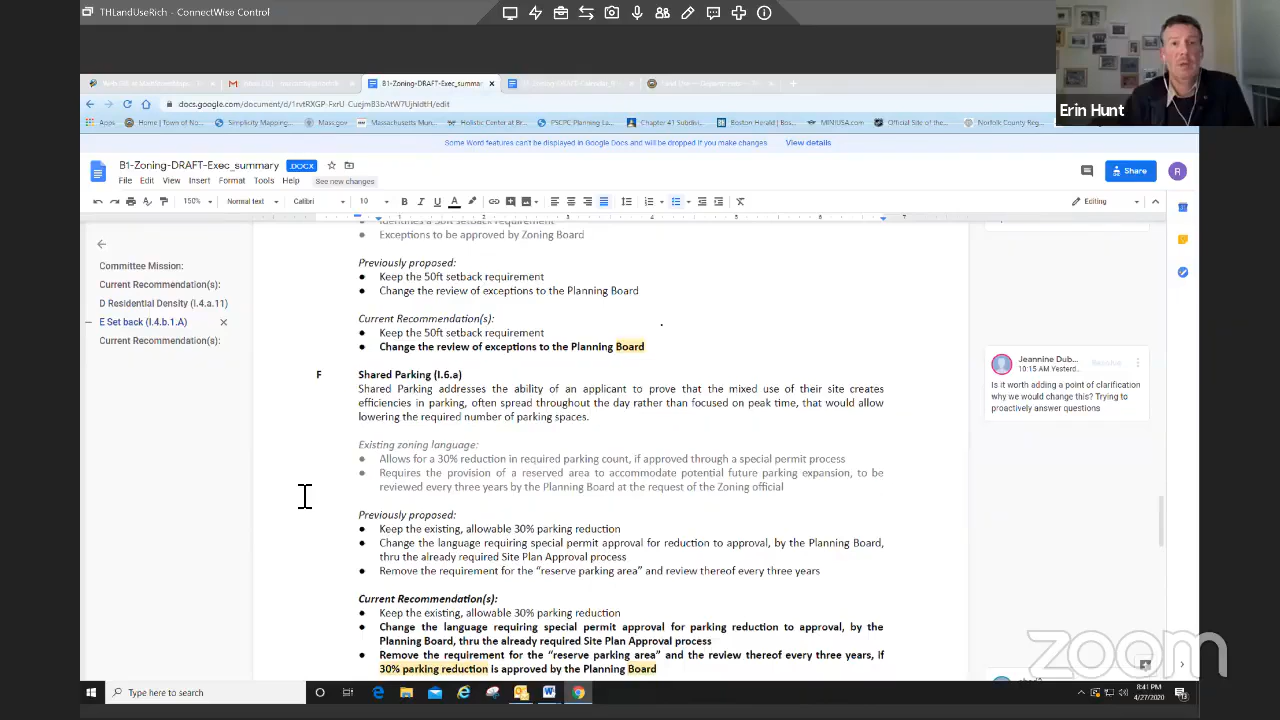 THLandUseRich - ConnectWise Control
Erin Hunt
B1-Zoning-DRAFT-Exec_summary
docs.google.com/document/d/
/edit
Apps
Home | Town of No...
Simplicity Mapping...
Mass.gov
Massachusetts Mun...
Holistic Center at Br...
PSCPC Planning La...
Chapter 41 Subdivi...
Boston Herald | Bos...
MINIUSA.com
Official Site of the...
Norfolk County Reg...
Some Word features can't be displayed in Google Docs and will be dropped if you make changes
View details
B1-Zoning-DRAFT-Exec_summary .DOCX
Share
R
File Edit View Insert Format Tools Help See new changes
150% Normal text Calibri 10 B I U A Editing
4 7
Committee Mission:
Current Recommendation(s):
D Residential Density (I.4.a.11)
E Set back (I.4.b.1.A)
Current Recommendation(s):
● Exceptions to be approved by Zoning Board
Previously proposed:
● Keep the 50ft setback requirement
● Change the review of exceptions to the Planning Board
Current Recommendation(s):
● Keep the 50ft setback requirement
● Change the review of exceptions to the Planning Board
F Shared Parking (I.6.a)
Shared Parking addresses the ability of an applicant to prove that the mixed use of their site creates
efficiencies in parking, often spread throughout the day rather than focused on peak time, that would allow
lowering the required number of parking spaces.
Existing zoning language:
● Allows for a 30% reduction in required parking count, if approved through a special permit process
● Requires the provision of a reserved area to accommodate potential future parking expansion, to be
reviewed every three years by the Planning Board at the request of the Zoning official
Previously proposed:
● Keep the existing, allowable 30% parking reduction
● Change the language requiring special permit approval for reduction to approval, by the Planning Board,
thru the already required Site Plan Approval process
● Remove the requirement for the “reserve parking area” and review thereof every three years
Current Recommendation(s):
● Keep the existing, allowable 30% parking reduction
● Change the language requiring special permit approval for parking reduction to approval, by the
Planning Board, thru the already required Site Plan Approval process
● Remove the requirement for the “reserve parking area” and the review thereof every three years, if
30% parking reduction is approved by the Planning Board
Jeannine Dub...
10:15 AM Yesterd...
Is it worth adding a point of clarification
why we would change this? Trying to
proactively answer questions
zoom
Type here to search
8:41 PM
4/27/2020